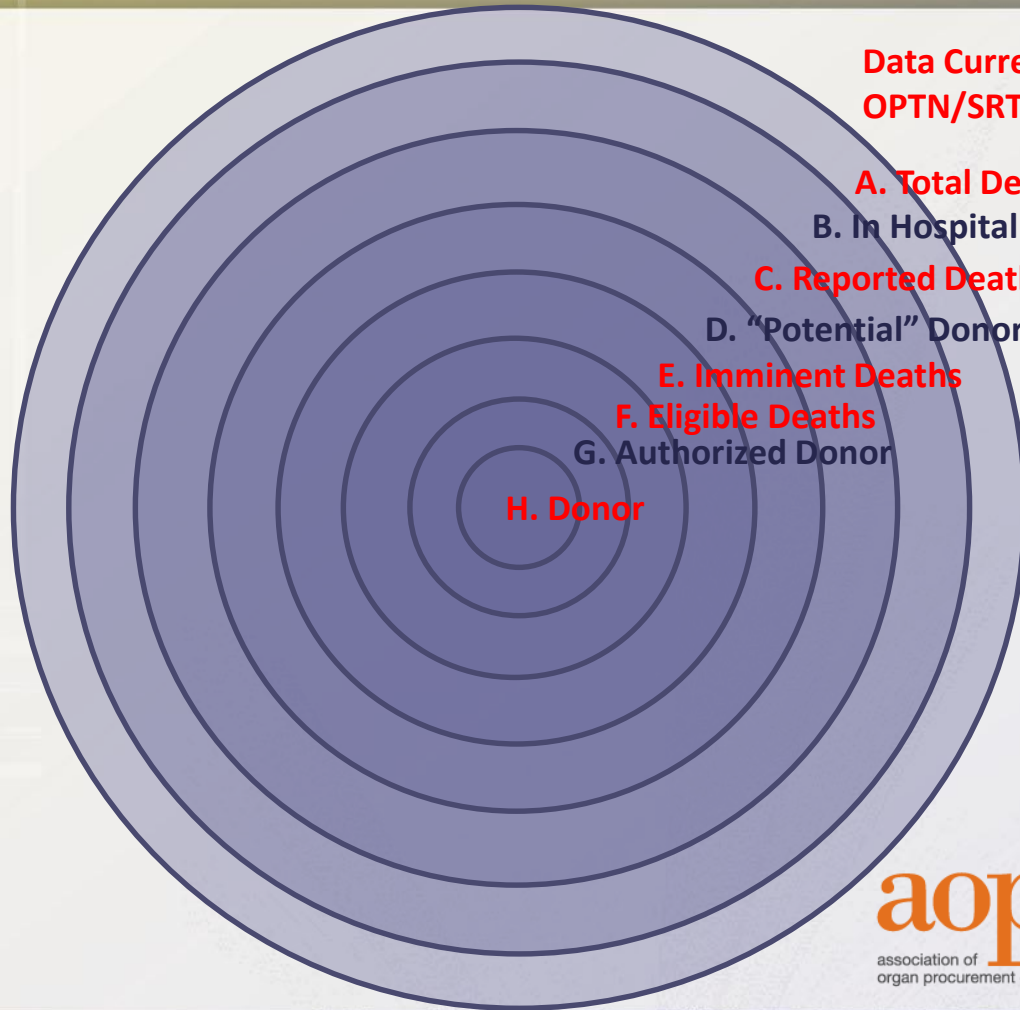 Data Curre
OPTN/SRT
A. Total De
B. In Hospital
C. Reported Death
D. “Potential” Donor
E. Imminent Deaths
F. Eligible Deaths
G. Authorized Donor
H. Donor
aop
association of
organ procurement